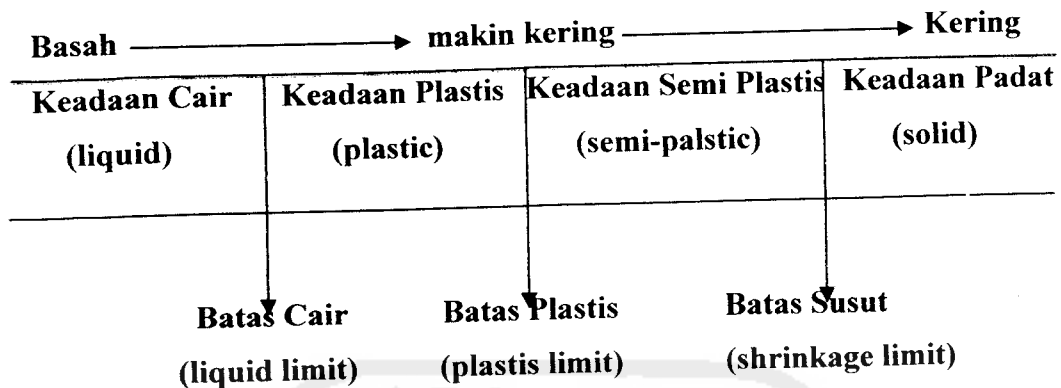 Basah makin kering Kering
Keadaan Cair Keadaan Plastis Keadaan Semi Plastis Keadaan Padat
(liquid) (plastic) (semi-palstic) (solid)
Batas Cair Batas Plastis Batas Susut
(liquid limit) (plastis limit) (shrinkage limit)